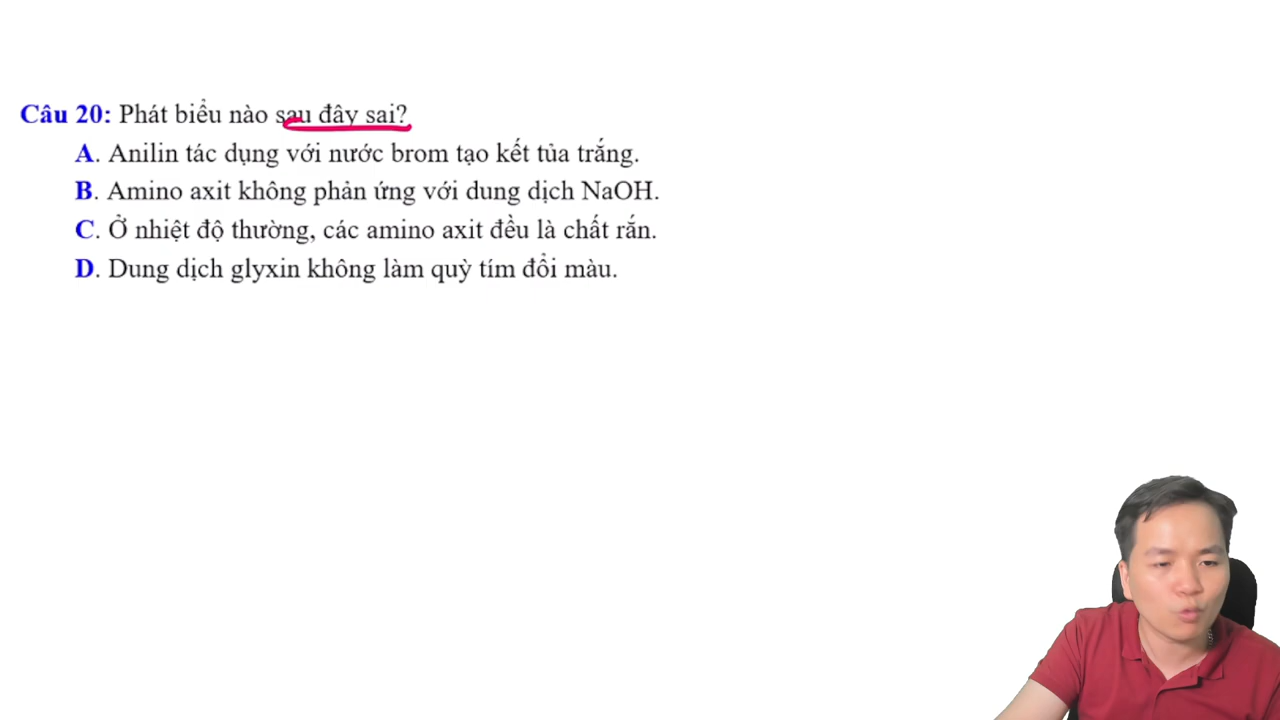 Câu 20: Phát biểu nào sau đây sai?
A. Anilin tác dụng với nước brom tạo kết tủa trắng.
B. Amino axit không phản ứng với dung dịch NaOH.
C. Ở nhiệt độ thường, các amino axit đều là chất rắn.
D. Dung dịch glyxin không làm quỳ tím đổi màu.